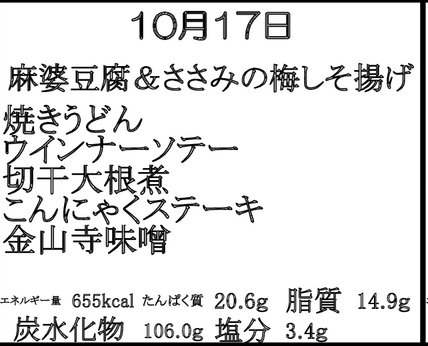 10月17日
麻婆豆腐＆ささみの梅しそ揚げ
焼きうどん
ウインナーソテー
切干大根煮
こんにゃくステーキ
金山寺味噌
エネルギー量 655kcal たんぱく質 20.6g 脂質 14.9g
炭水化物 106.0g 塩分 3.4g